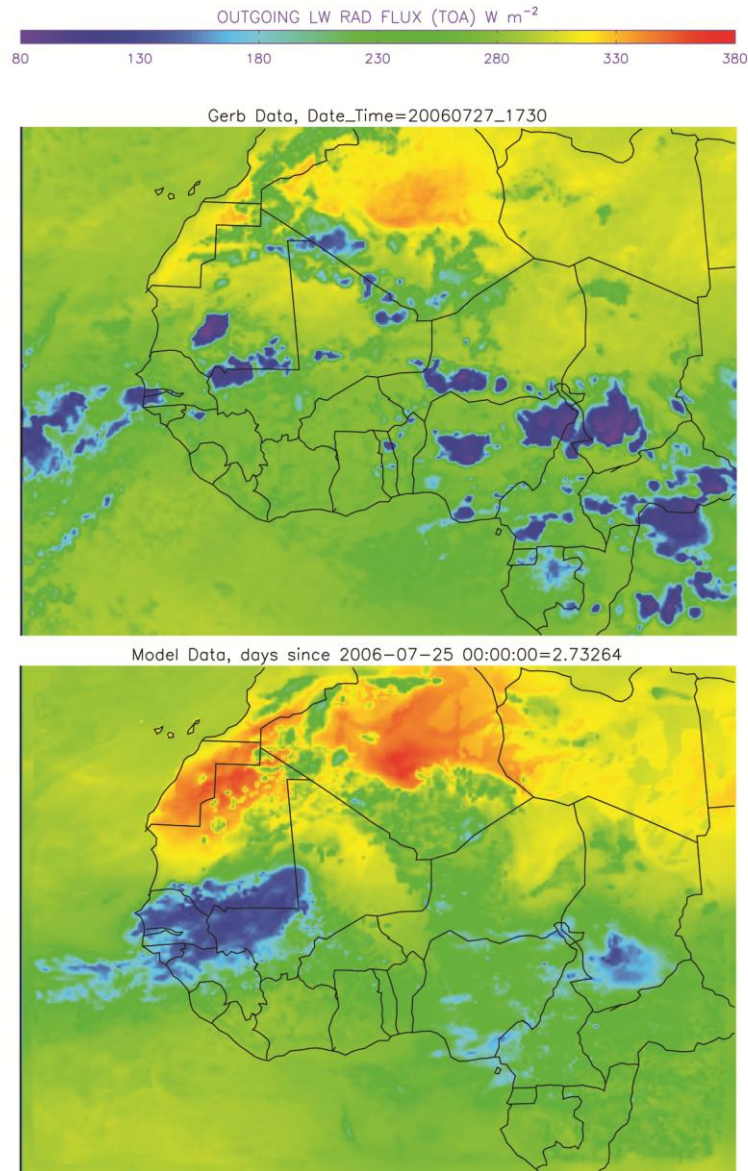 OUTGOING LW RAD FLUX (TOA) W m⁻²
80 130 180 230 280 330 380
Gerb Data, Date_Time=20060727_1730
Model Data, days since 2006-07-25 00:00:00=2.73264